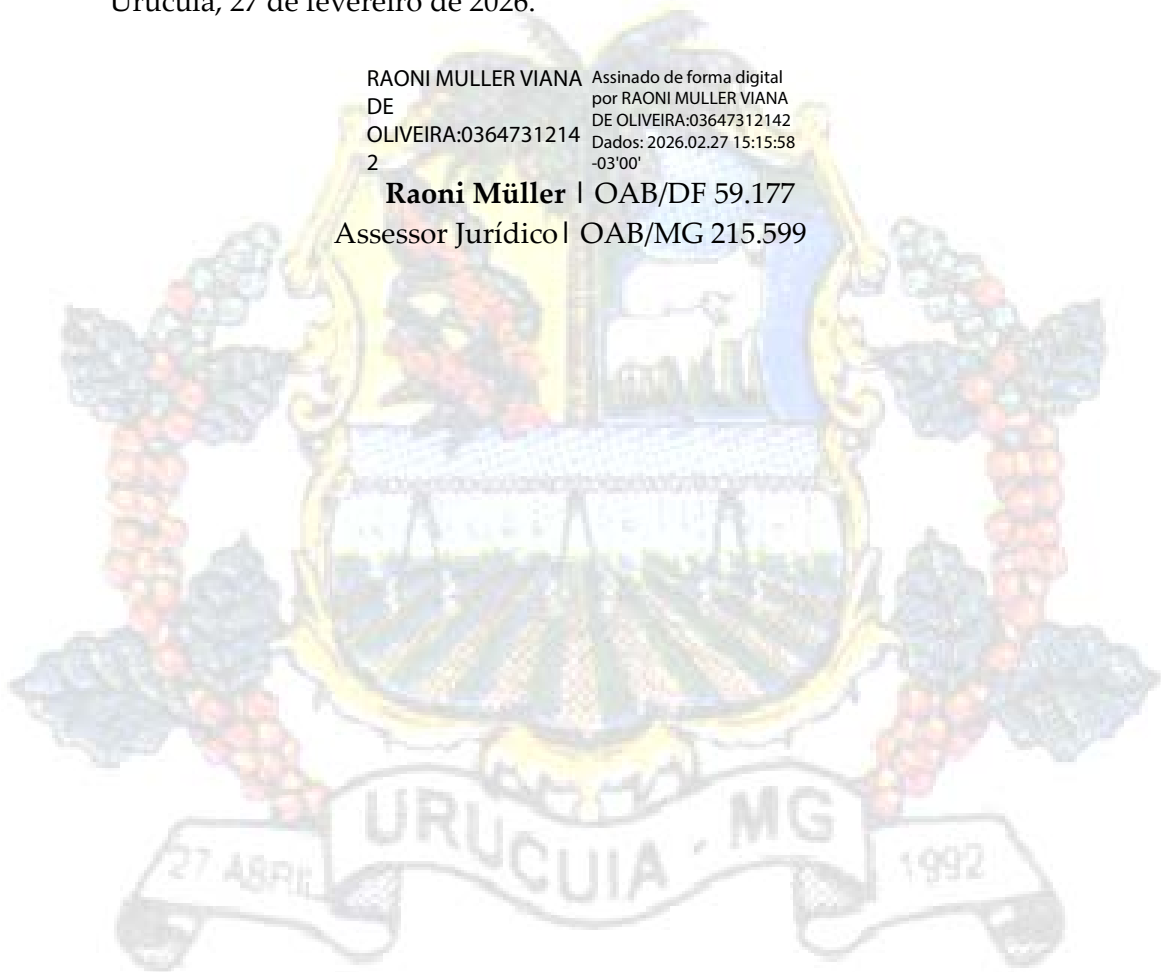 Urucuia, 27 de fevereiro de 2026.
RAONI MULLER VIANA
DE
OLIVEIRA:0364731214
2
Assinado de forma digital
por RAONI MULLER VIANA
DE OLIVEIRA:03647312142
Dados: 2026.02.27 15:15:58
-03'00'
Raoni Müller | OAB/DF 59.177
Assessor Jurídico| OAB/MG 215.599
URUCUIA - MG
27 ABRIL
1992